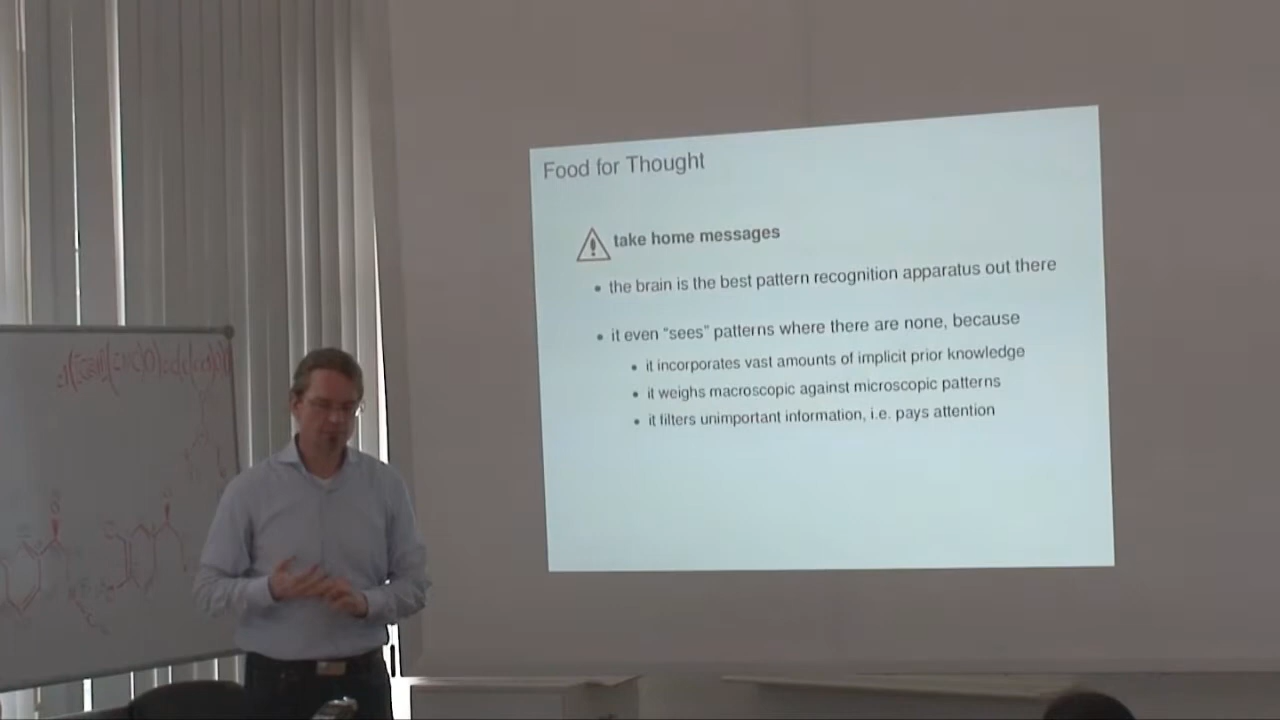 Food for Thought
take home messages
• the brain is the best pattern recognition apparatus out there
• it even “sees” patterns where there are none, because
• it incorporates vast amounts of implicit prior knowledge
• it weighs macroscopic against microscopic patterns
• it filters unimportant information, i.e. pays attention